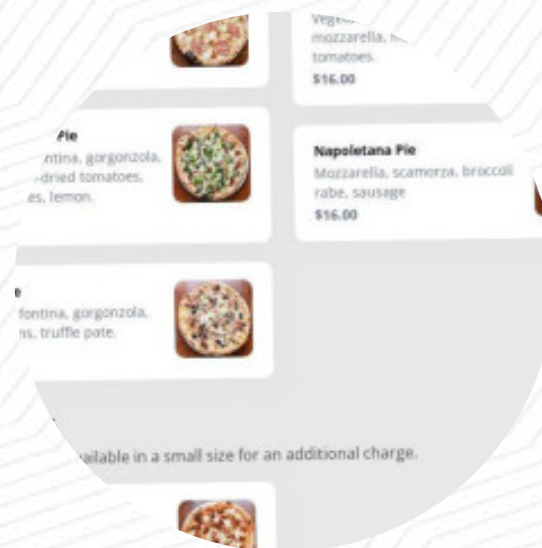 Pie
ntina, gorgonzola,
-dried tomatoes,
es, lemon.
e
fontina, gorgonzola,
ns, truffle pate.
mozzarella,
tomatoes.
$16.00
Napoletana Pie
Mozzarella, scamorza, broccoli
rabe, sausage
$16.00
vailable in a small size for an additional charge.